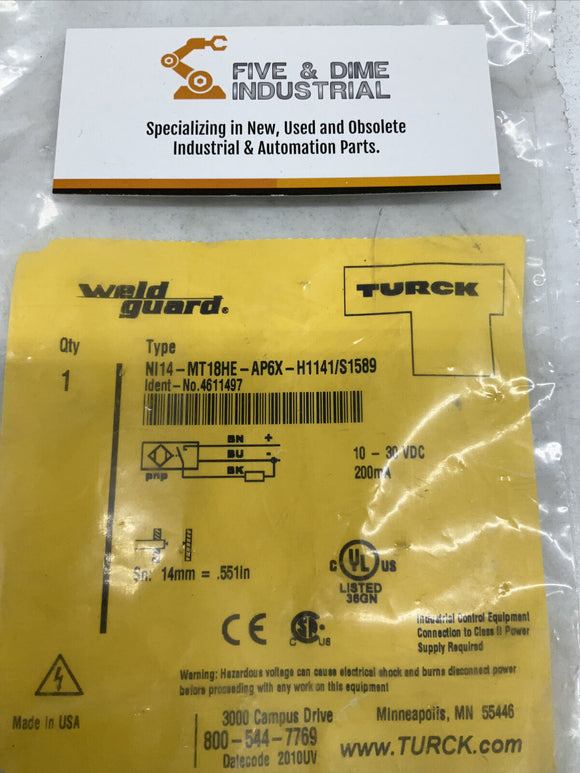 FIVE & DIME
INDUSTRIAL
Specializing in New, Used and Obsolete
Industrial & Automation Parts.
weld
guard®
TURCK
Qty
Type
1
NI14-MT18HE-AP6X-H1141/S1589
Ident-No.4611497
BN +
BU -
BK
pnp
10 - 30 VDC
200mA
Sn: 14mm = .551in
C UL US
LISTED
36GN
CE
C US
Industrial Control Equipment
Connection to Class II Power
Supply Required
Warning: Hazardous voltage can cause electrical shock and burns disconnect power
before proceeding with any work on this equipment
Made in USA
3000 Campus Drive
Minneapolis, MN 55446
800-544-7769
www.TURCK.com
Datecode 2010UV